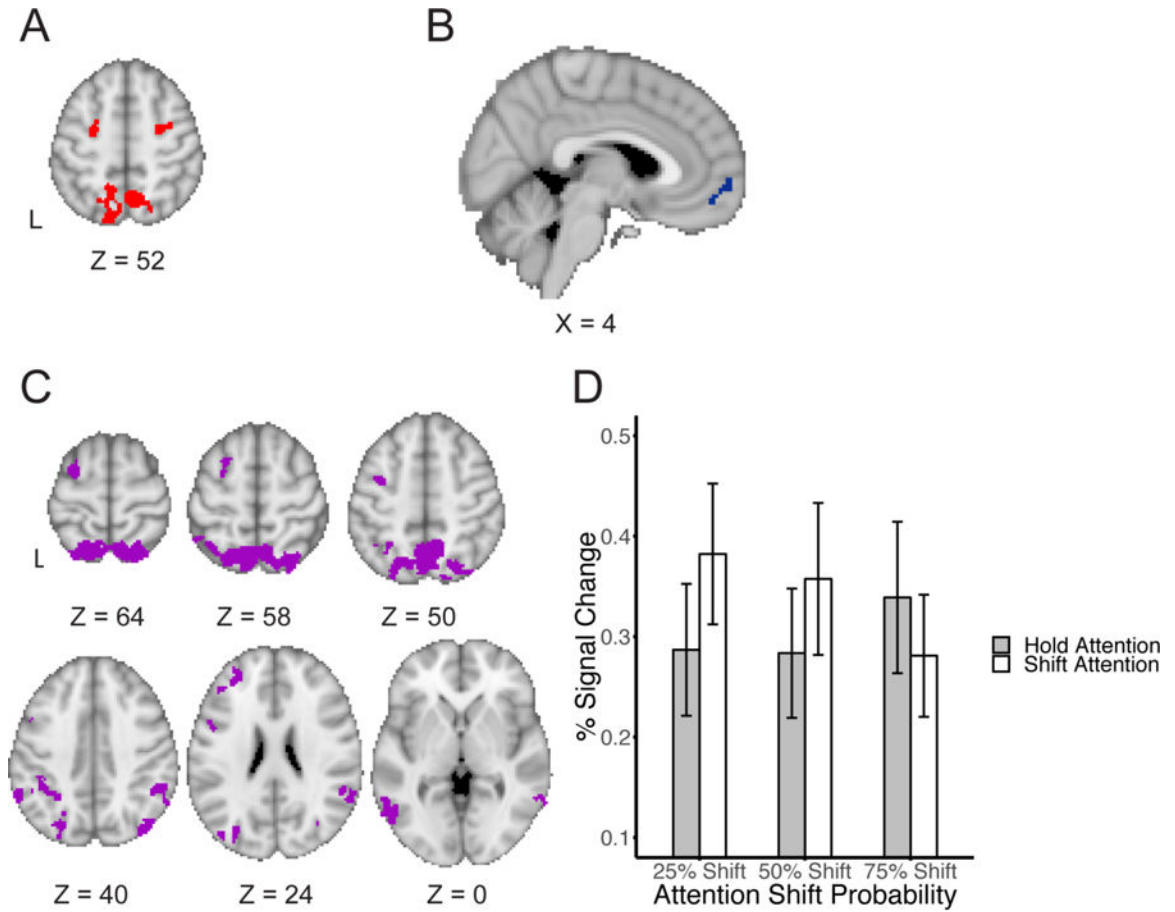 A
B
L
Z = 52
X = 4
C
D
L
Z = 64
Z = 58
Z = 50
Z = 40
Z = 24
Z = 0
% Signal Change
0.5
0.4
0.3
0.2
0.1
25% Shift
50% Shift
75% Shift
Attention Shift Probability
Hold Attention
Shift Attention